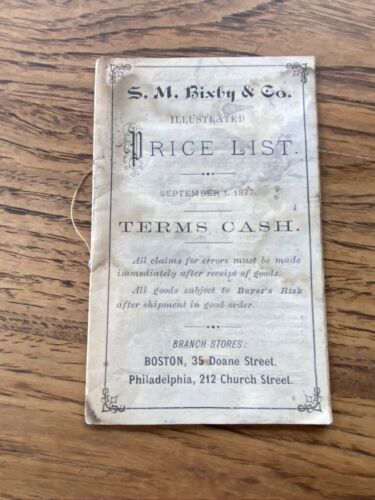 S. M. Bixby & Co.
ILLUSTRATED
PRICE LIST.
SEPTEMBER 1, 1877.
TERMS CASH.
All claims for errors must be made
immediately after receipt of goods.
All goods subject to Buyer's Risk
after shipment in good order.
BRANCH STORES:
BOSTON, 35 Doane Street.
Philadelphia, 212 Church Street.